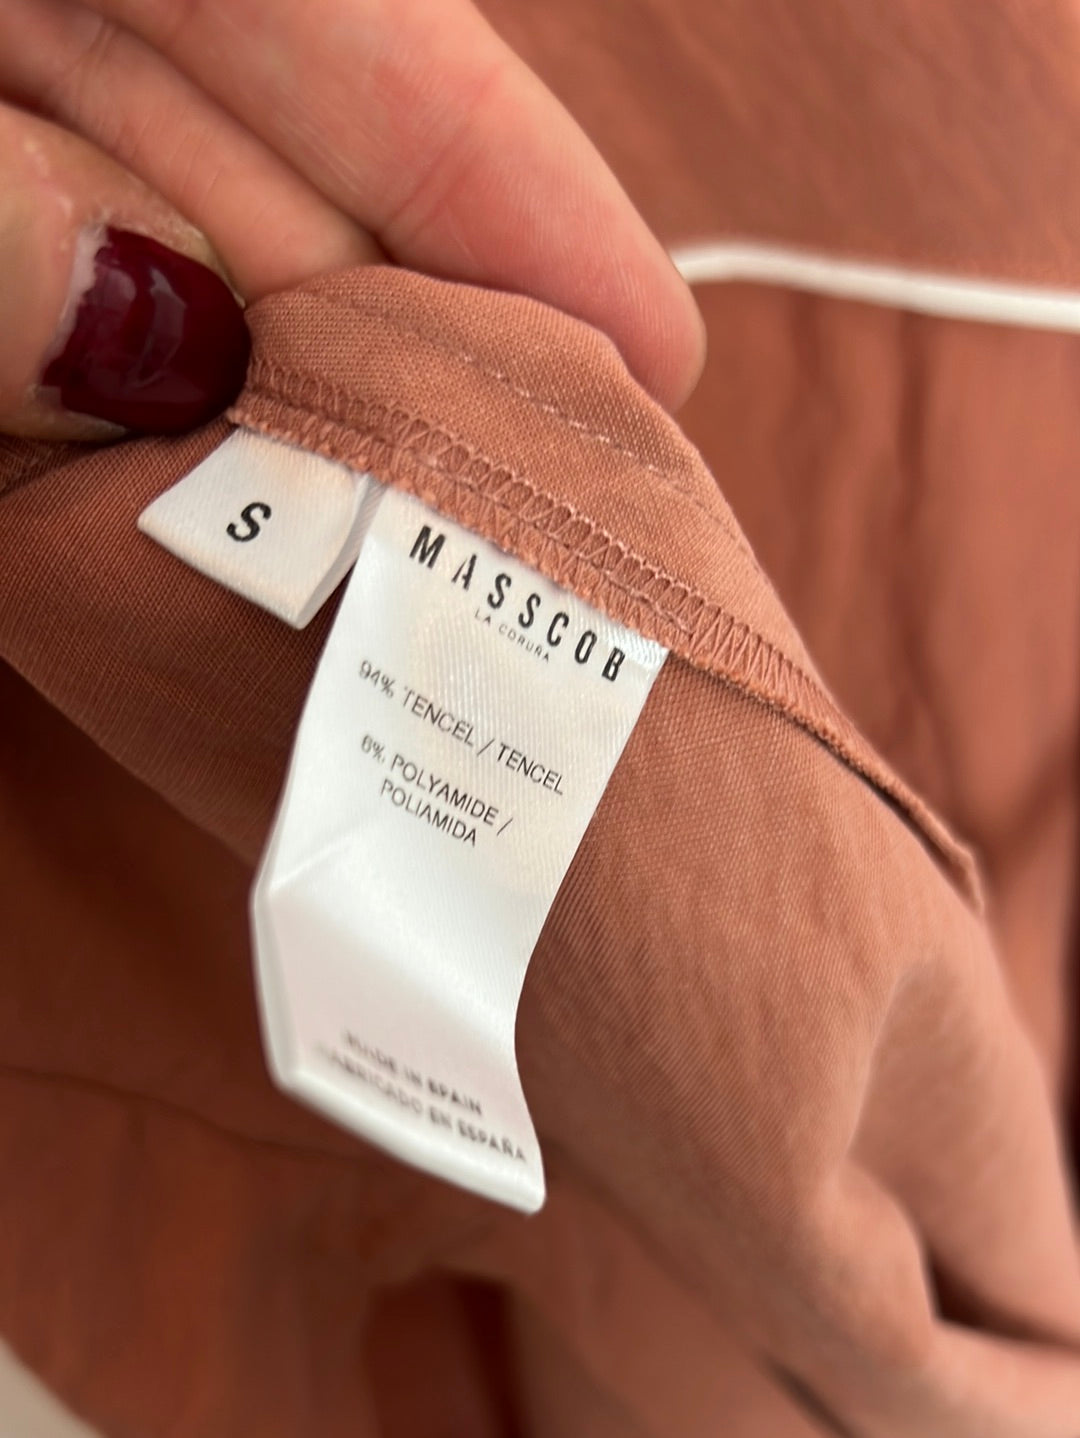 S
MASSCOB
LA CORUÑA
94% TENCEL / TENCEL
6% POLYAMIDE /
POLIAMIDA
MADE IN SPAIN
FABRICADO EN ESPAÑA